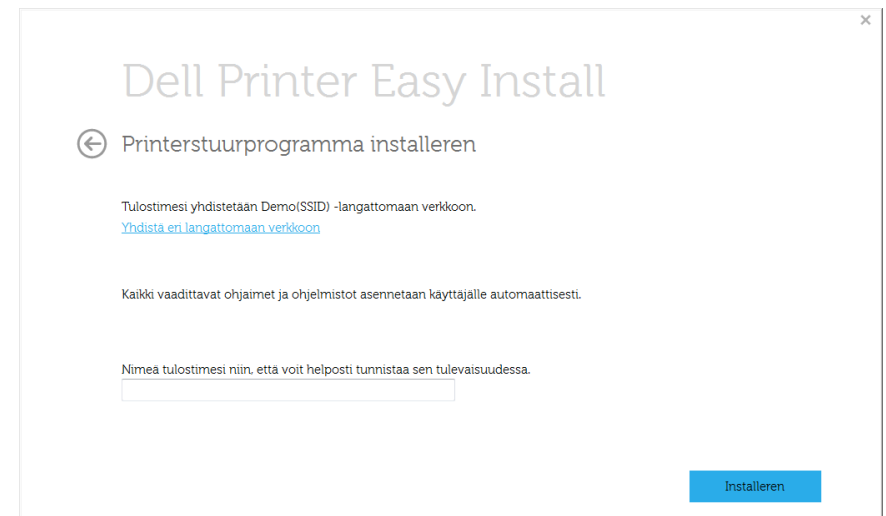 Dell Printer Easy Install
Printerstuurprogramma installeren
Tulostimesi yhdistetään Demo(SSID) -langattomaan verkkoon.
Yhdistä eri langattomaan verkkoon
Kaikki vaadittavat ohjaimet ja ohjelmistot asennetaan käyttäjälle automaattisesti.
Nimeä tulostimesi niin, että voit helposti tunnistaa sen tulevaisuudessa.
Installeren